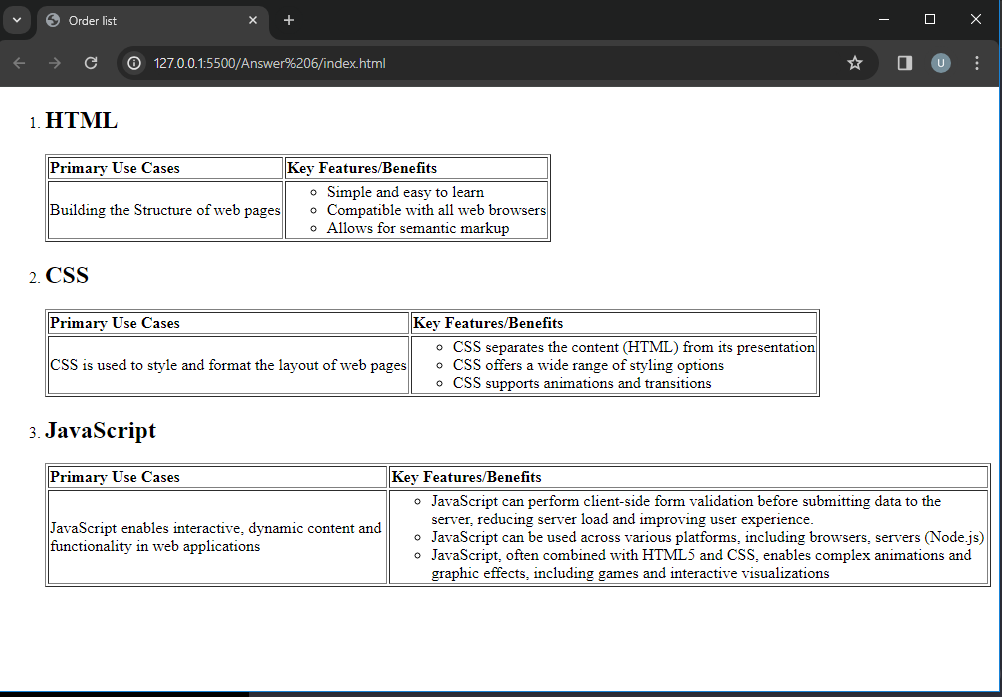 Order list
127.0.0.1:5500/Answer%206/index.html
U
1. HTML
Primary Use Cases Key Features/Benefits
Building the Structure of web pages
Simple and easy to learn
Compatible with all web browsers
Allows for semantic markup
2. CSS
Primary Use Cases Key Features/Benefits
CSS is used to style and format the layout of web pages
CSS separates the content (HTML) from its presentation
CSS offers a wide range of styling options
CSS supports animations and transitions
3. JavaScript
Primary Use Cases Key Features/Benefits
JavaScript enables interactive, dynamic content and
functionality in web applications
JavaScript can perform client-side form validation before submitting data to the
server, reducing server load and improving user experience.
JavaScript can be used across various platforms, including browsers, servers (Node.js)
JavaScript, often combined with HTML5 and CSS, enables complex animations and
graphic effects, including games and interactive visualizations